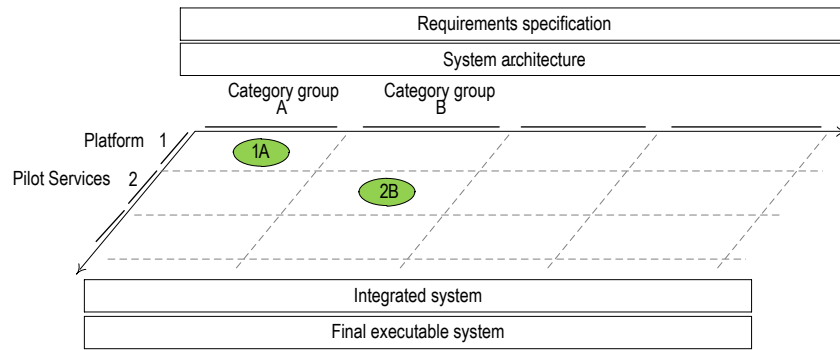 Requirements specification
System architecture
Category group
A
Category group
B
Platform 1
1A
Pilot Services 2
2B
Integrated system
Final executable system